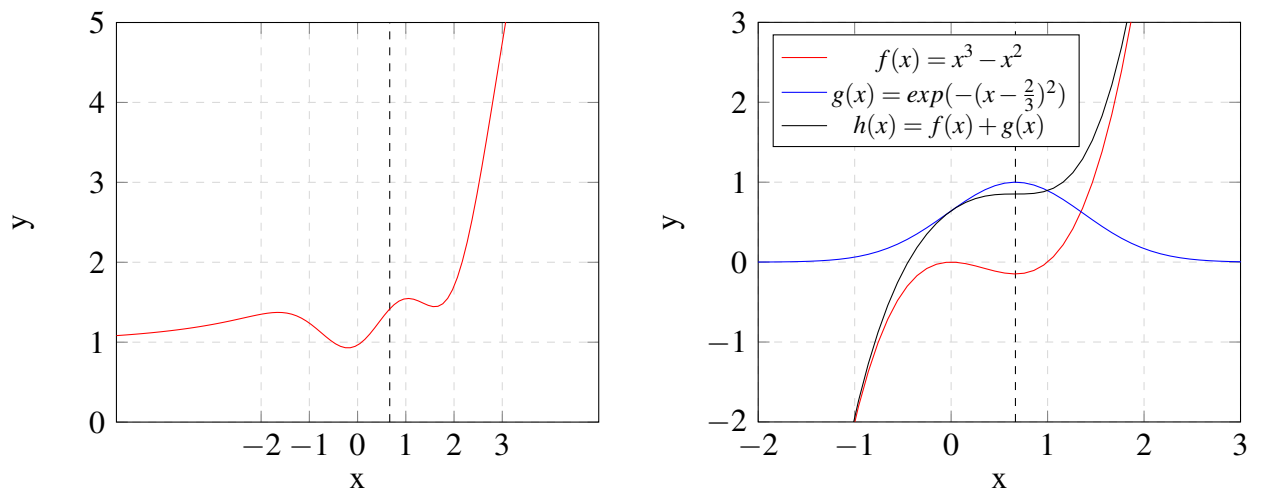 5
4
3
2
1
0
−2 −1 0 1 2 3
x
y
3
2
1
0
−1
−2
−2 −1 0 1 2 3
x
y
f(x) = x³ − x²
g(x) = exp(−(x − 2/3)²)
h(x) = f(x) + g(x)